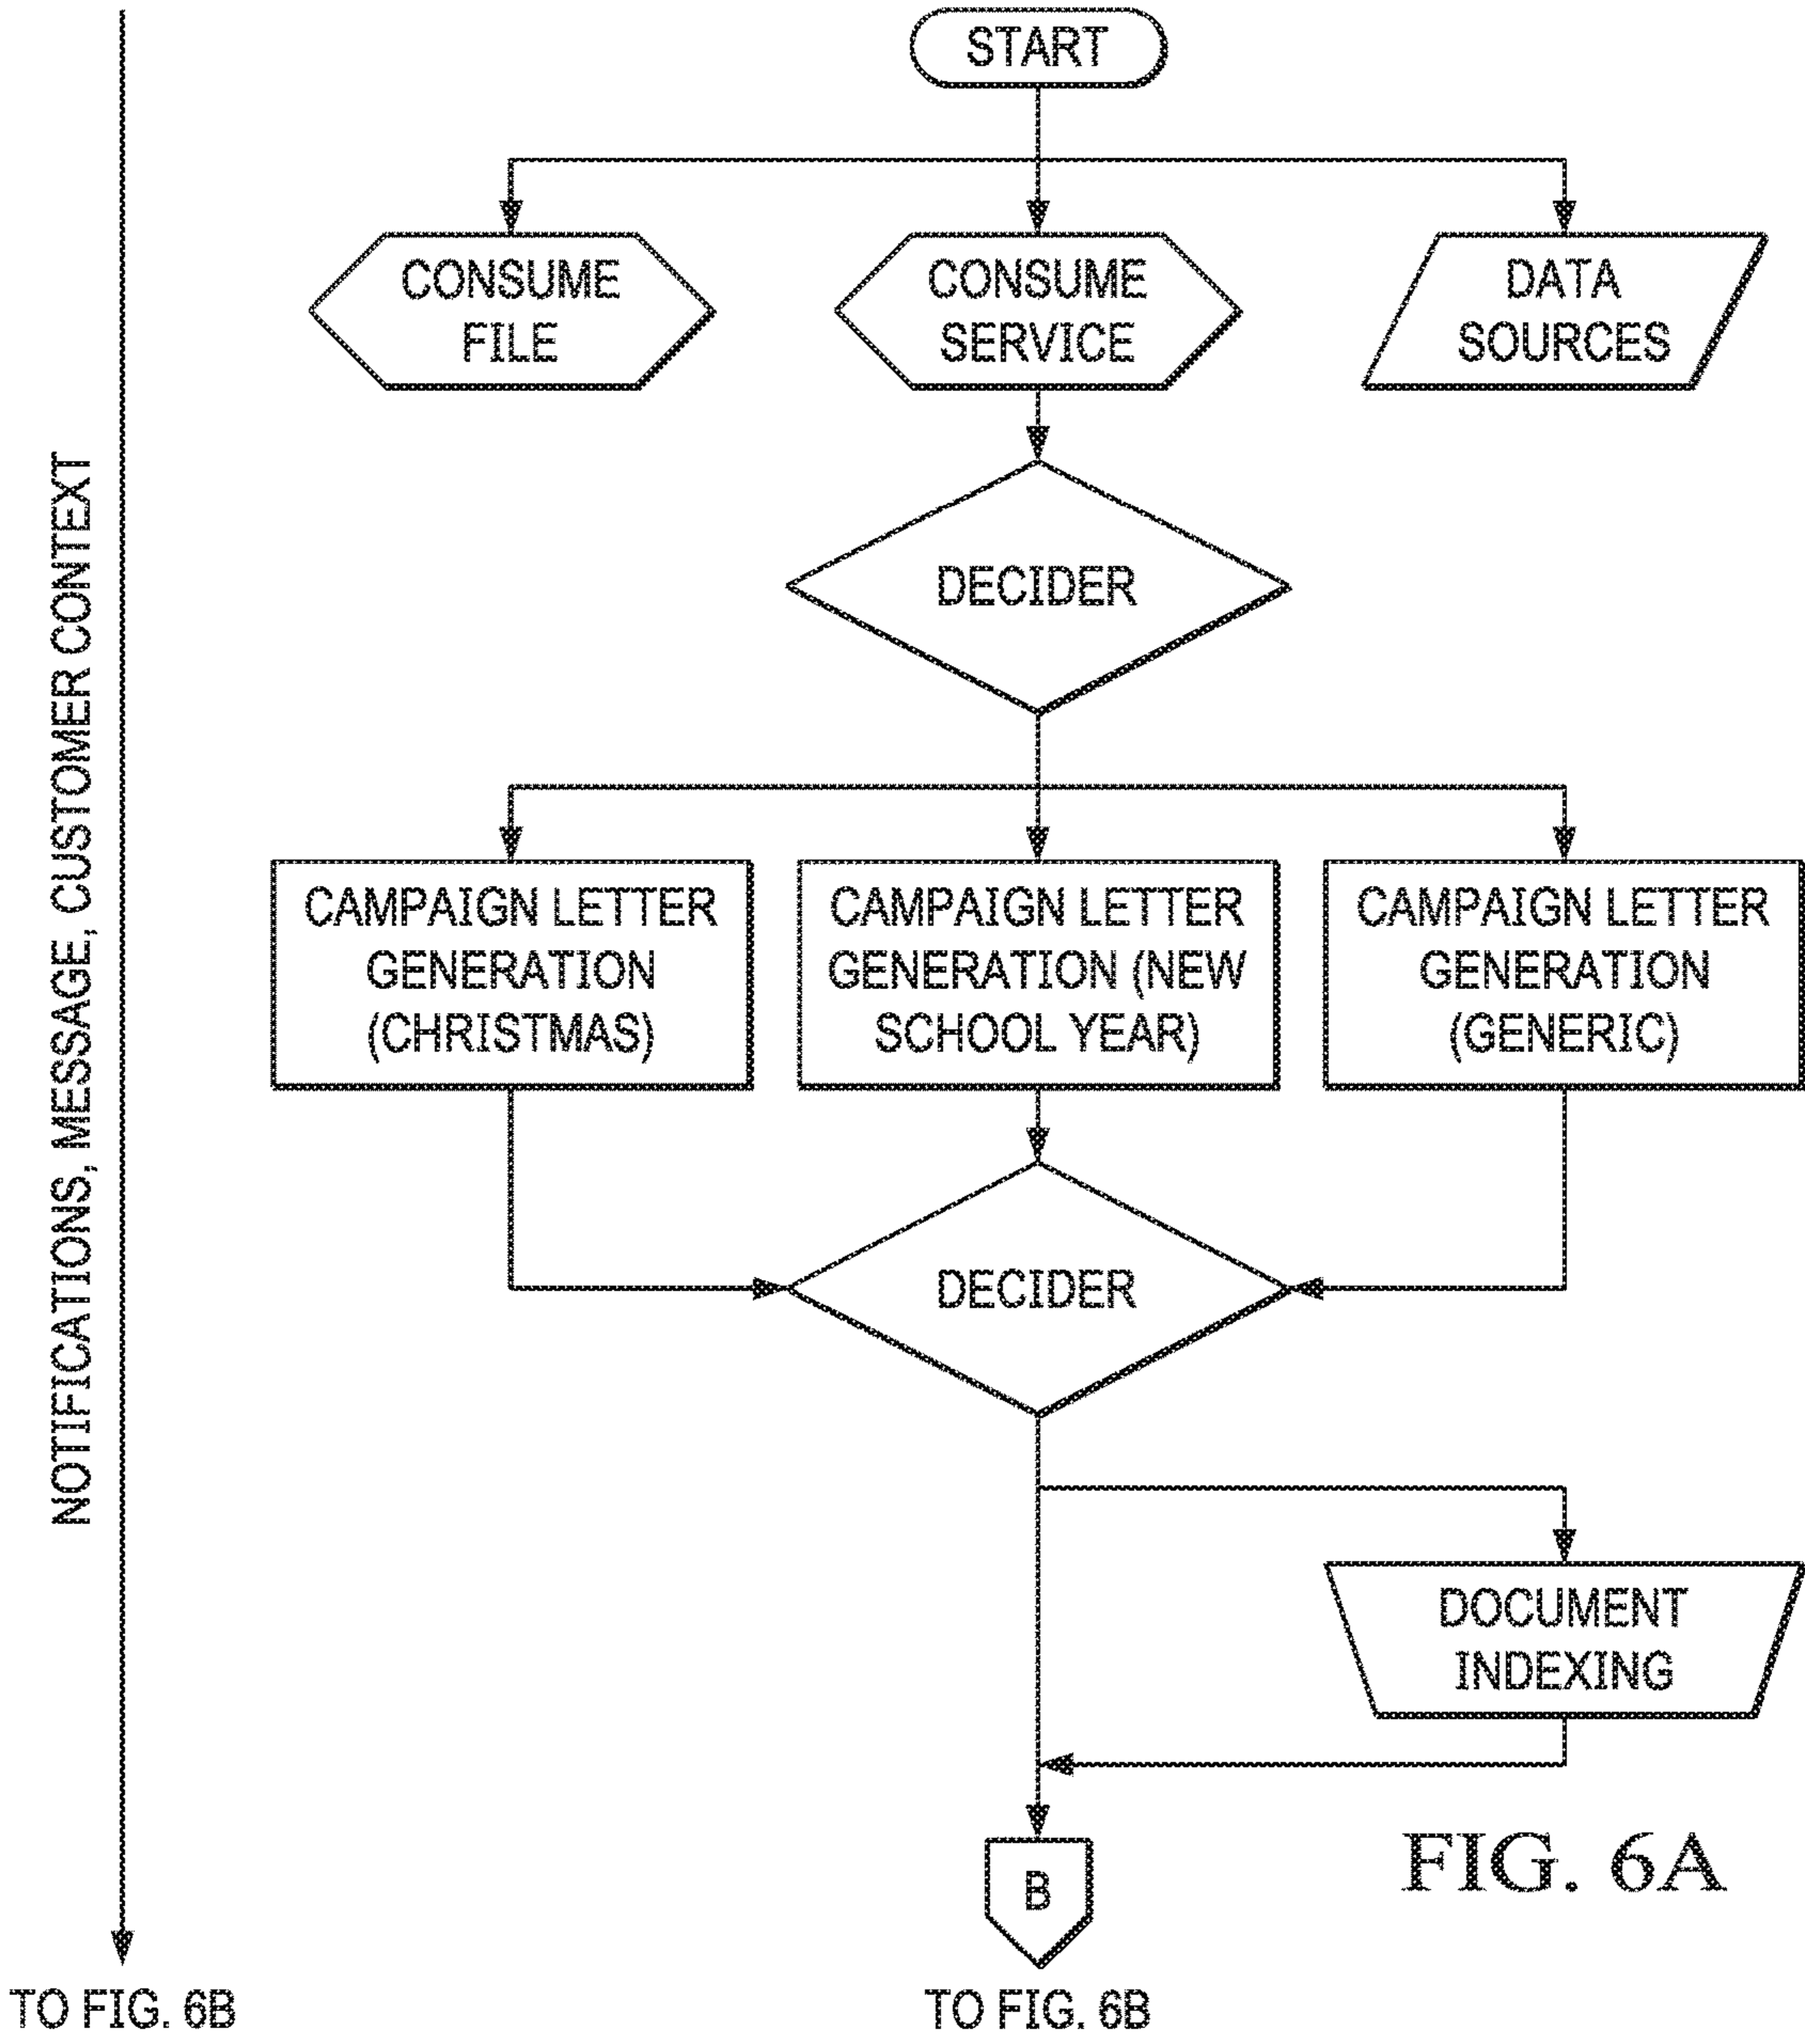 START
CONSUME
FILE
CONSUME
SERVICE
DATA
SOURCES
DECIDER
NOTIFICATIONS, MESSAGE, CUSTOMER CONTEXT
CAMPAIGN LETTER
GENERATION
(CHRISTMAS)
CAMPAIGN LETTER
GENERATION (NEW
SCHOOL YEAR)
CAMPAIGN LETTER
GENERATION
(GENERIC)
DECIDER
DOCUMENT
INDEXING
B
FIG. 6A
TO FIG. 6B
TO FIG. 6B